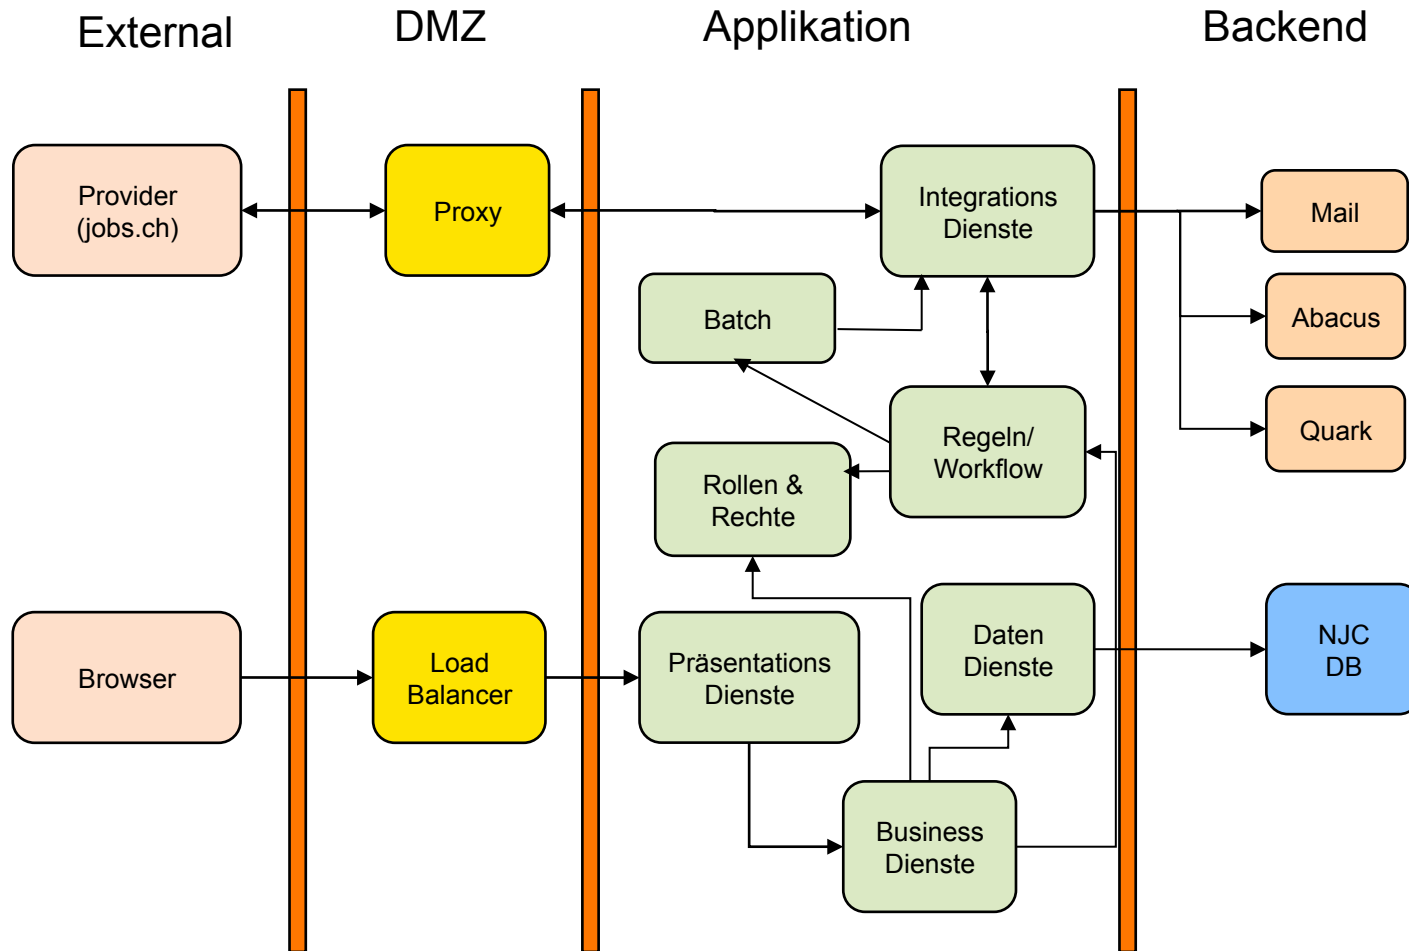 External
DMZ
Applikation
Backend
Provider
(jobs.ch)
Proxy
Integrations
Dienste
Mail
Batch
Abacus
Regeln/
Workflow
Quark
Rollen &
Rechte
Browser
Load
Balancer
Präsentations
Dienste
Daten
Dienste
NJC
DB
Business
Dienste